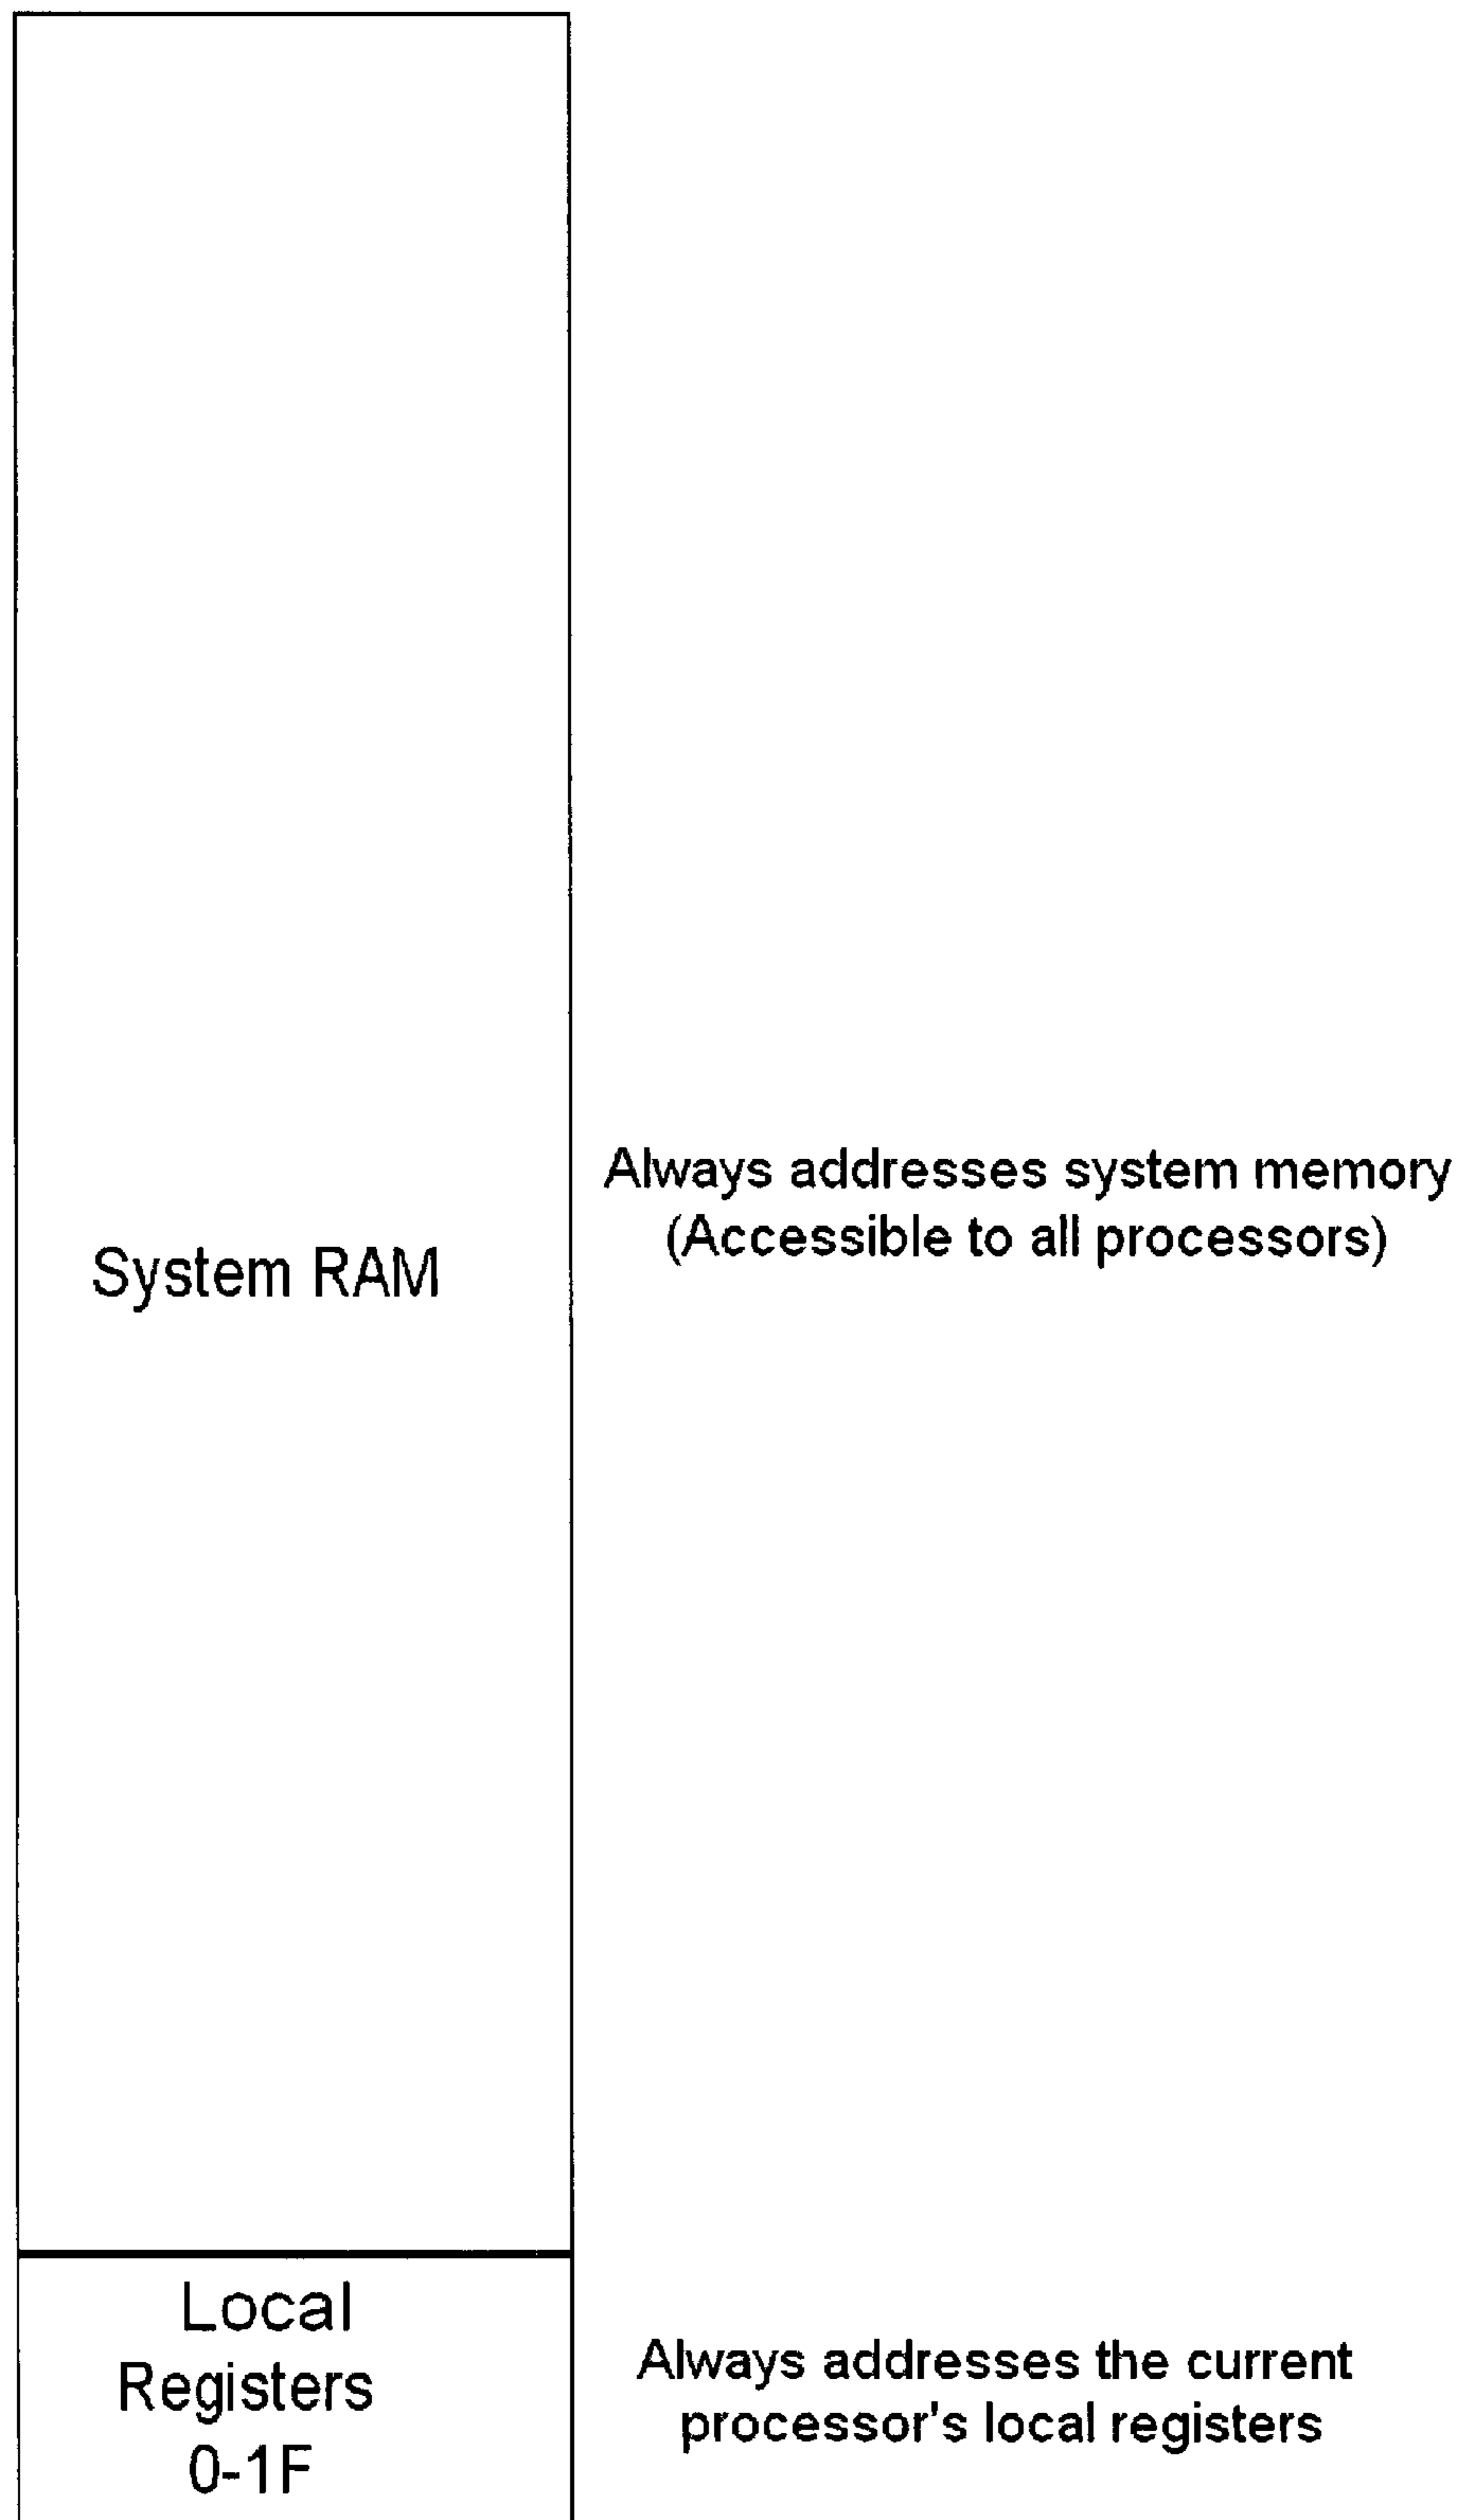 Always addresses system memory
(Accessible to all processors)
System RAM
Local
Registers
0-1F
Always addresses the current
processor's local registers